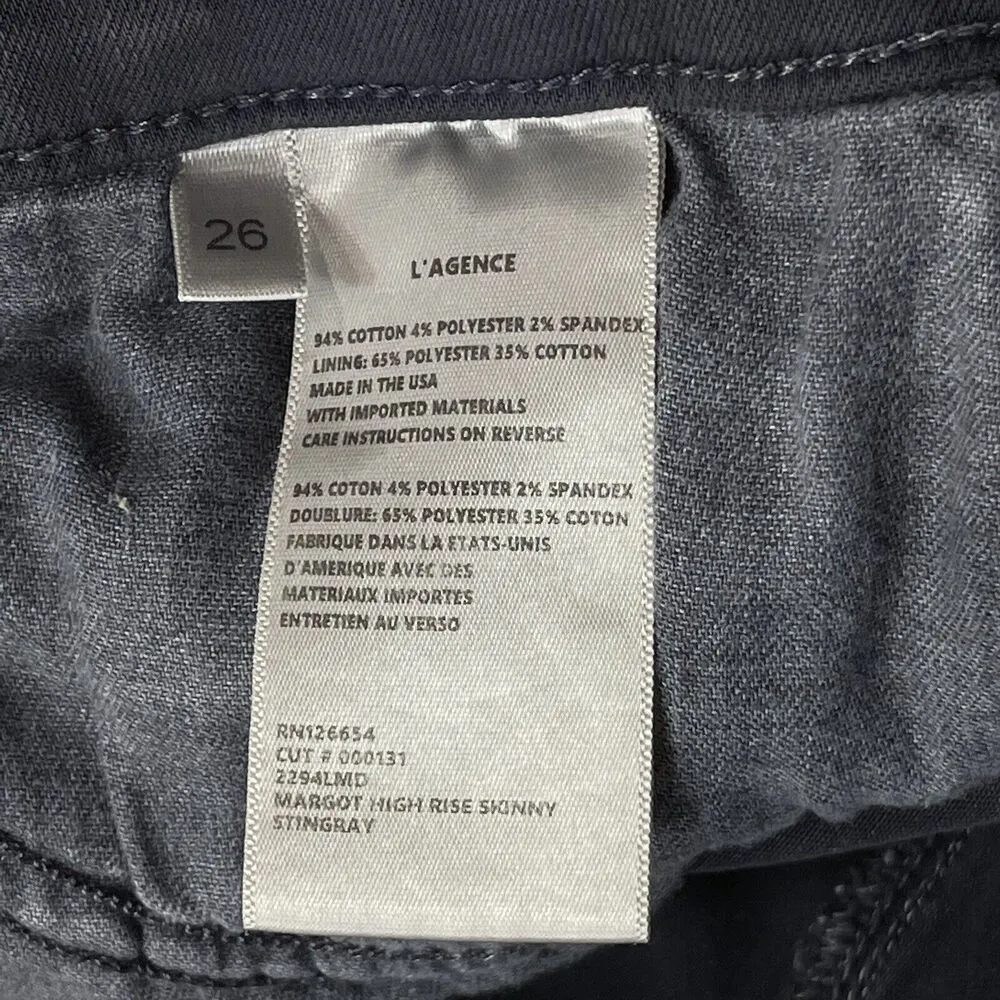 26
L'AGENCE
94% COTTON 4% POLYESTER 2% SPANDEX
LINING: 65% POLYESTER 35% COTTON
MADE IN THE USA
WITH IMPORTED MATERIALS
CARE INSTRUCTIONS ON REVERSE
94% COTON 4% POLYESTER 2% SPANDEX
DOUBLURE: 65% POLYESTER 35% COTON
FABRIQUE DANS LA ETATS-UNIS
D'AMERIQUE AVEC DES
MATERIAUX IMPORTES
ENTRETIEN AU VERSO
RN126654
CUT # 000131
2294LMD
MARGOT HIGH RISE SKINNY
STINGRAY